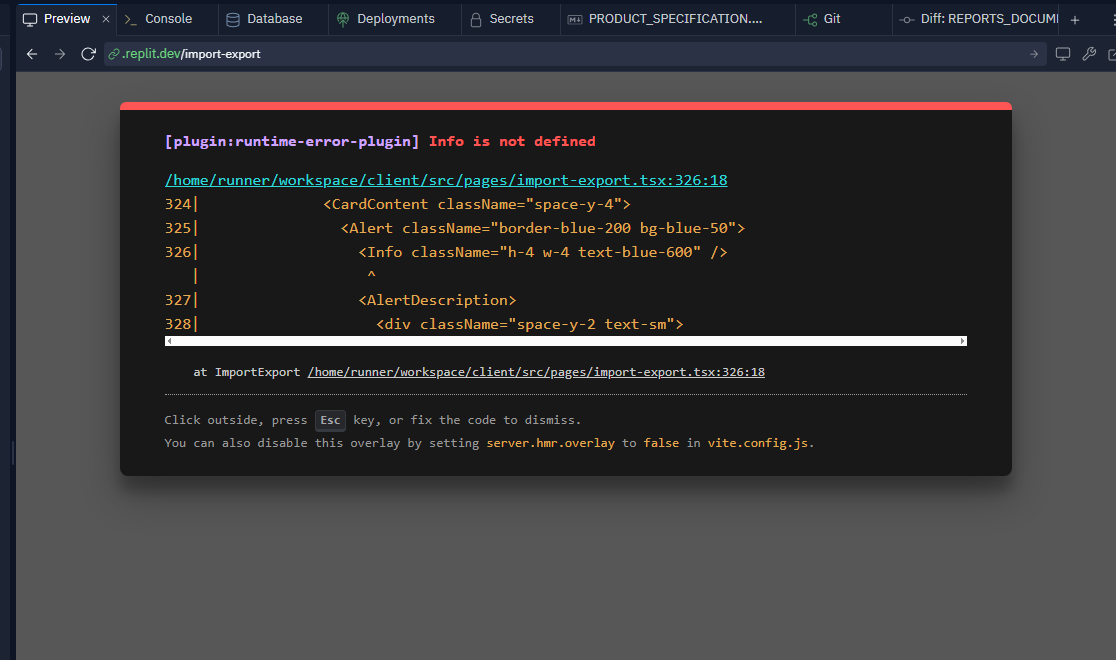 Preview × Console Database Deployments Secrets PRODUCT_SPECIFICATION.... Git Diff: REPORTS_DOCUM
.replit.dev/import-export
[plugin:runtime-error-plugin] Info is not defined
/home/runner/workspace/client/src/pages/import-export.tsx:326:18
324| <CardContent className="space-y-4">
325| <Alert className="border-blue-200 bg-blue-50">
326| <Info className="h-4 w-4 text-blue-600" />
| ^
327| <AlertDescription>
328| <div className="space-y-2 text-sm">
at ImportExport /home/runner/workspace/client/src/pages/import-export.tsx:326:18
Click outside, press Esc key, or fix the code to dismiss.
You can also disable this overlay by setting server.hmr.overlay to false in vite.config.js.